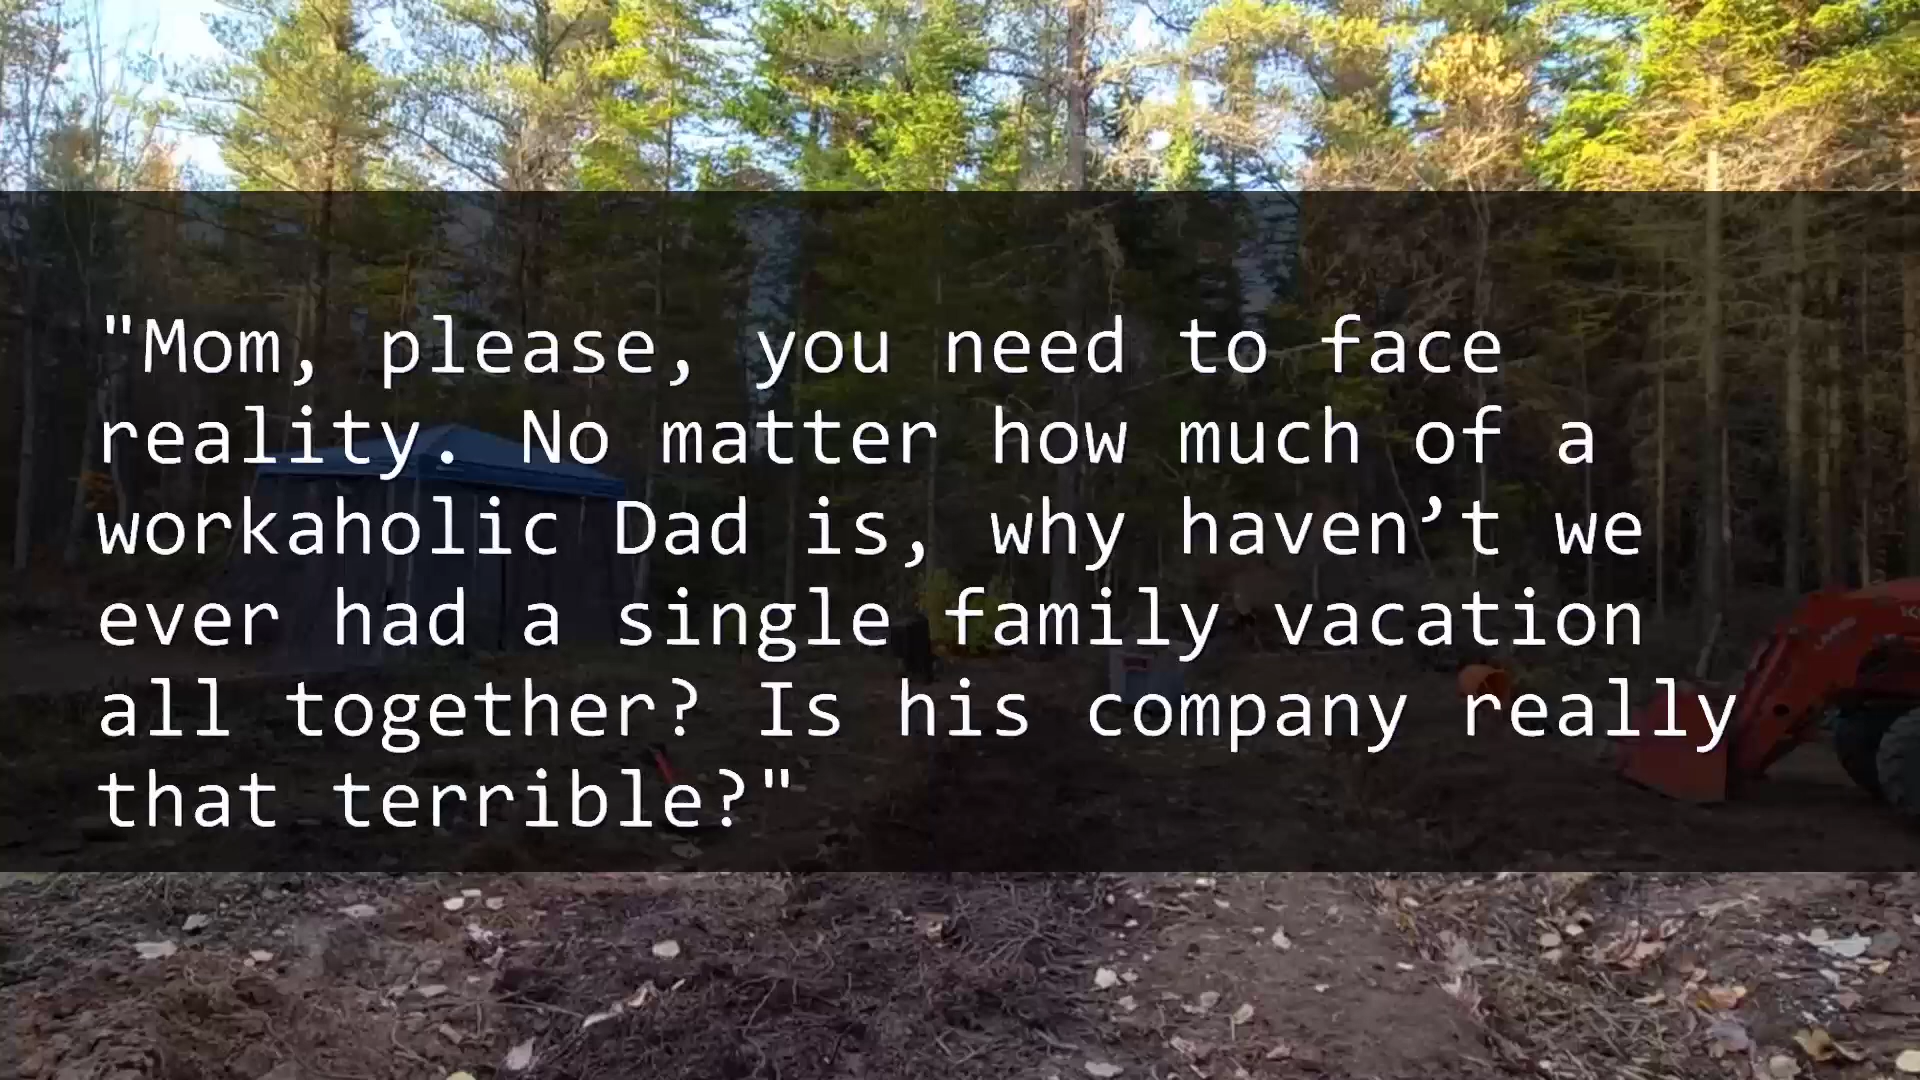 "Mom, please, you need to face
reality. No matter how much of a
workaholic Dad is, why haven’t we
ever had a single family vacation
all together? Is his company really
that terrible?"